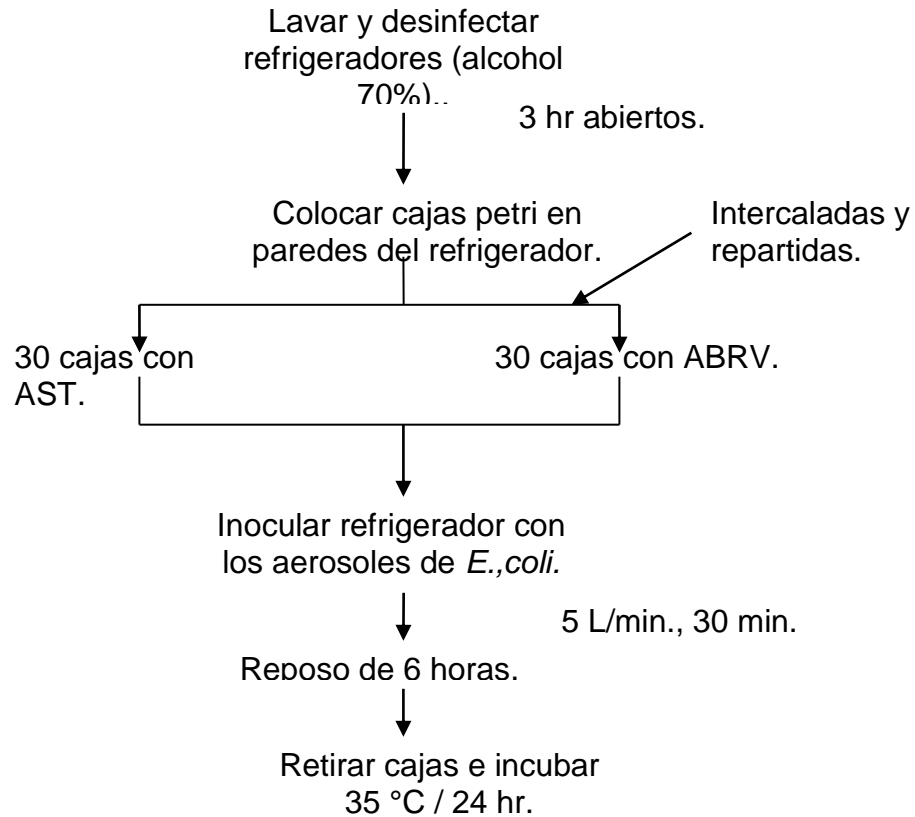 Lavar y desinfectar
refrigeradores (alcohol
70%)..
3 hr abiertos.
Colocar cajas petri en
paredes del refrigerador.
Intercaladas y
repartidas.
30 cajas con
AST.
30 cajas con ABRV.
Inocular refrigerador con
los aerosoles de E.,coli.
5 L/min., 30 min.
Reposo de 6 horas.
Retirar cajas e incubar
35 °C / 24 hr.